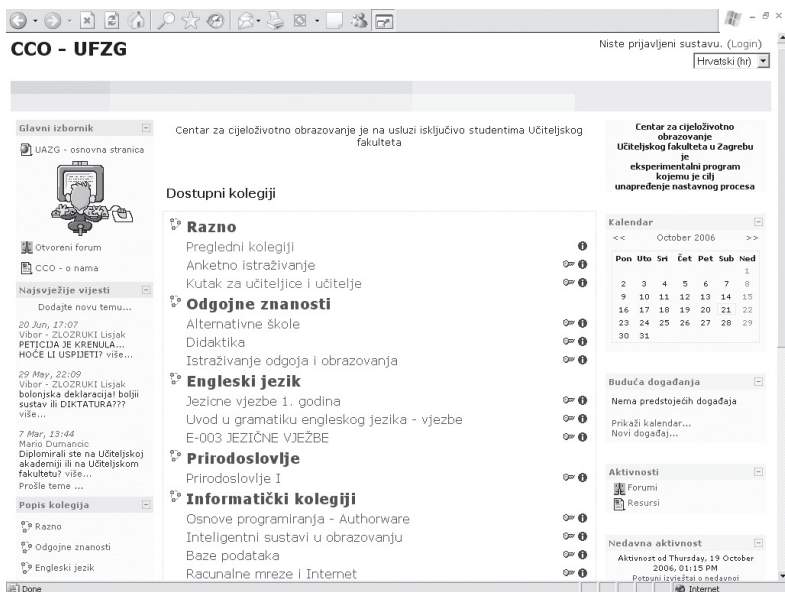 CCO - UFZG
Niste prijavljeni sustavu. (Login)
Hrvatski (hr)
Glavni izbornik
UAZG - osnovna stranica
Otvoreni forum
CCO - o nama
Najsvježije vijesti
Dodajte novu temu...
20 Jun, 17:07
Vibor - ZLOZRUKI Lisjak
PETICIJA JE KRENULA...
HOĆE LI USPIJETI? više...
29 May, 22:09
Vibor - ZLOZRUKI Lisjak
bolonjska deklaracija! boljii
sustav ili DIKTATURA???
više...
7 Mar, 13:44
Mario Dumancic
Diplomirali ste na Učiteljskoj
akademiji ili na Učiteljskom
fakultetu? više...
Prošle teme ...
Popis kolegija
Razno
Odgojne znanosti
Engleski jezik
Centar za cijeloživotno obrazovanje je na usluzi isključivo studentima Učiteljskog
fakulteta
Dostupni kolegiji
Razno
Pregledni kolegiji
Anketno istraživanje
Kutak za učiteljice i učitelje
Odgojne znanosti
Alternativne škole
Didaktika
Istraživanje odgoja i obrazovanja
Engleski jezik
Jezicne vjezbe 1. godina
Uvod u gramatiku engleskog jezika - vjezbe
E-003 JEZIČNE VJEŽBE
Prirodoslovlje
Prirodoslovlje I
Informatički kolegiji
Osnove programiranja - Authorware
Inteligentni sustavi u obrazovanju
Baze podataka
Racunalne mreze i Internet
Centar za cijeloživotno
obrazovanje
Učiteljskog fakulteta u Zagrebu
je
eksperimentalni program
kojemu je cilj
unapređenje nastavnog procesa
Kalendar
<< October 2006 >>
Pon Uto Sri Čet Pet Sub Ned
1
2 3 4 5 6 7 8
9 10 11 12 13 14 15
16 17 18 19 20 21 22
23 24 25 26 27 28 29
30 31
Buduća događanja
Nema predstojećih događaja
Prikaži kalendar...
Novi događaj...
Aktivnosti
Forumi
Resursi
Nedavna aktivnost
Aktivnost od Thursday, 19 October
2006, 01:15 PM
Potpuni izvještaj o nedavnoj
Done
Internet